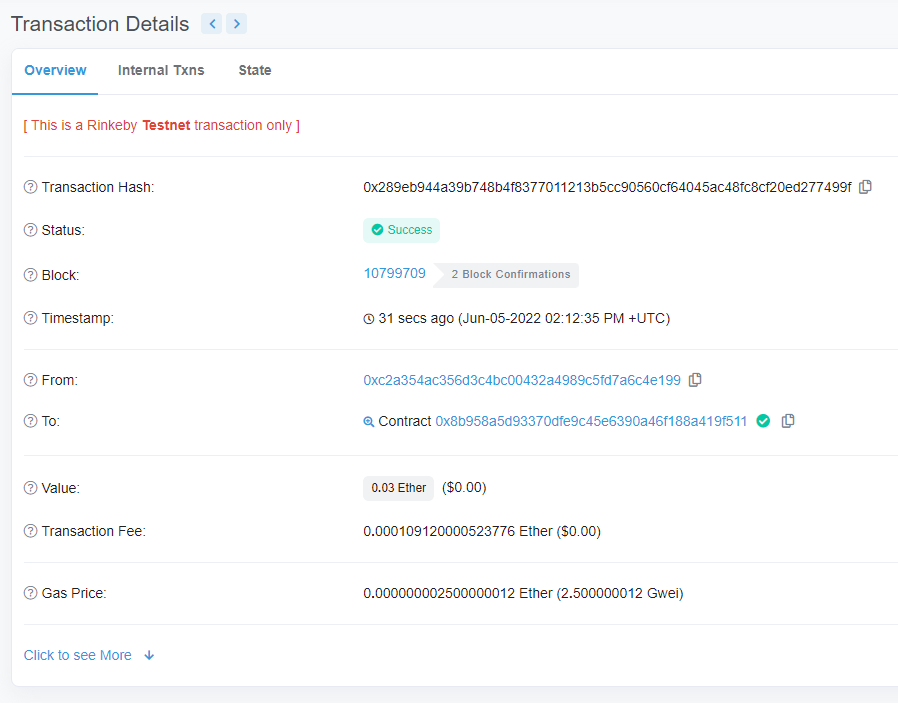 Transaction Details
Overview Internal Txns State
[ This is a Rinkeby Testnet transaction only ]
Transaction Hash: 0x289eb944a39b748b4f8377011213b5cc90560cf64045ac48fc8cf20ed277499f
Status: Success
Block: 10799709 2 Block Confirmations
Timestamp: 31 secs ago (Jun-05-2022 02:12:35 PM +UTC)
From: 0xc2a354ac356d3c4bc00432a4989c5fd7a6c4e199
To: Contract 0x8b958a5d93370dfe9c45e6390a46f188a419f511
Value: 0.03 Ether ($0.00)
Transaction Fee: 0.000109120000523776 Ether ($0.00)
Gas Price: 0.000000002500000012 Ether (2.500000012 Gwei)
Click to see More